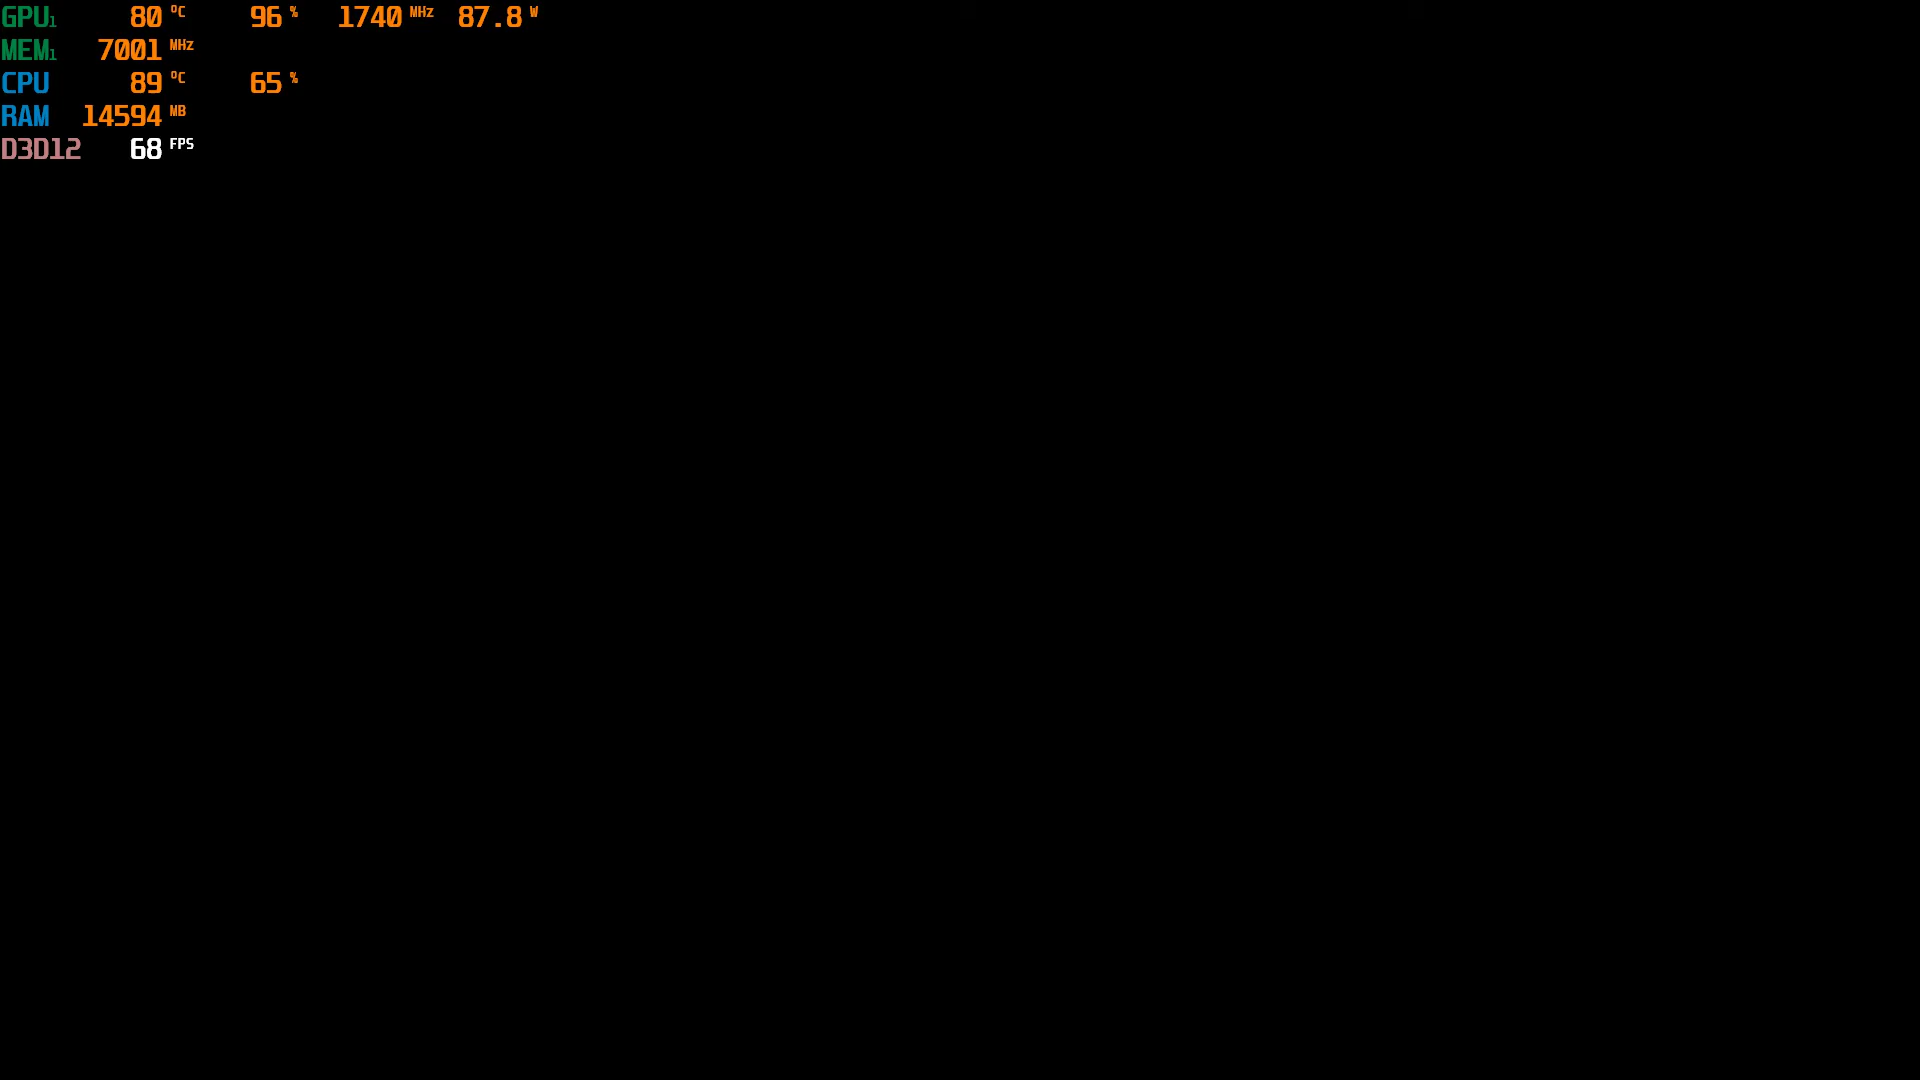 GPU1 80 °C 96 % 1740 MHz 87.8 W
MEM1 7001 MHz
CPU 89 °C 65 %
RAM 14594 MB
D3D12 68 FPS